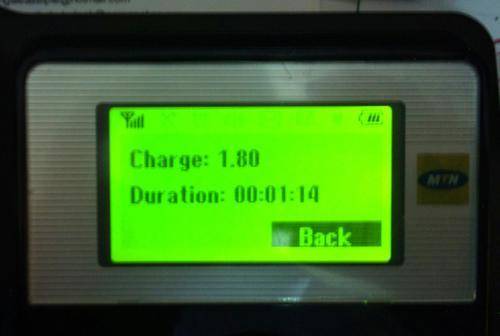 Charge: 1.80
Duration: 00:01:14
Back
MTN